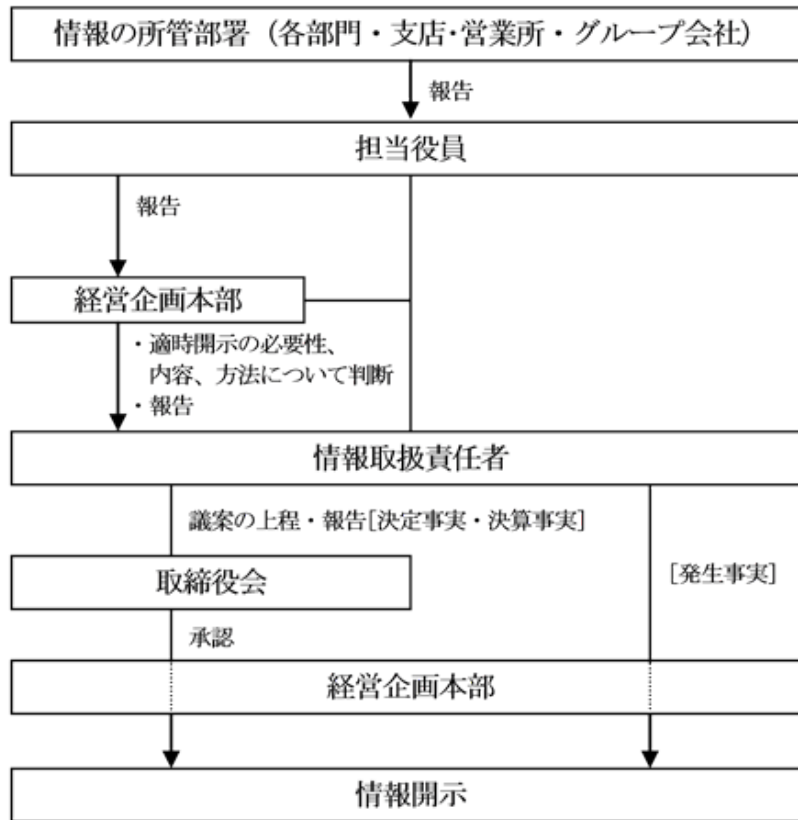 情報の所管部署（各部門・支店・営業所・グループ会社）
報告
担当役員
報告
経営企画本部
・適時開示の必要性、
内容、方法について判断
・報告
情報取扱責任者
議案の上程・報告[決定事実・決算事実]
[発生事実]
取締役会
承認
経営企画本部
情報開示